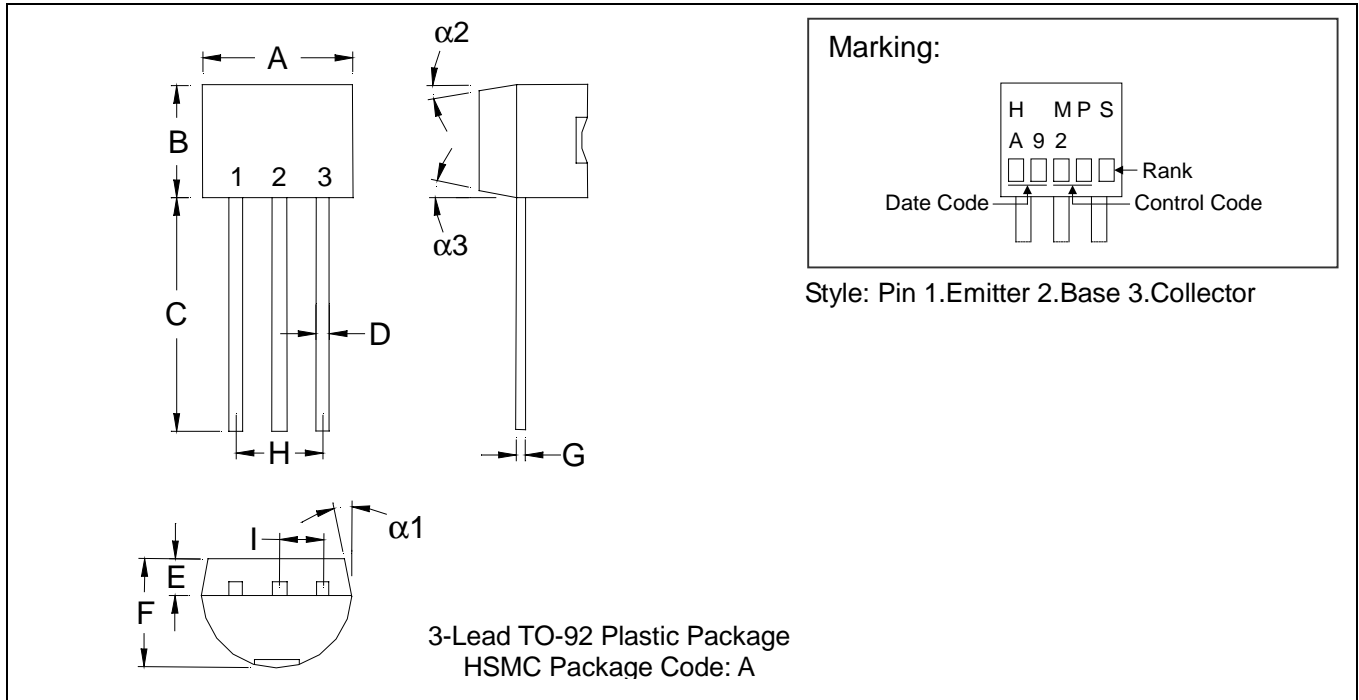 α2
A
B
1 2 3
α3
C
D
H
G
α1
I
E
F
3-Lead TO-92 Plastic Package
HSMC Package Code: A
Marking:
H M P S
A 9 2
Rank
Date Code
Control Code
Style: Pin 1.Emitter 2.Base 3.Collector